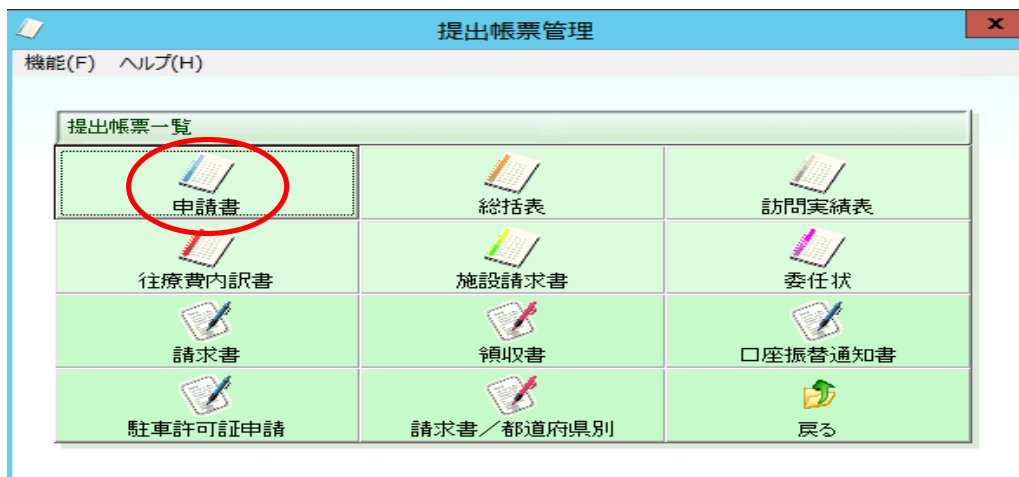 提出帳票管理
x
機能(F) ヘルプ(H)
提出帳票一覧
申請書 総括表 訪問実績表
往療費内訳書 施設請求書 委任状
請求書 領収書 口座振替通知書
駐車許可証申請 請求書／都道府県別 戻る